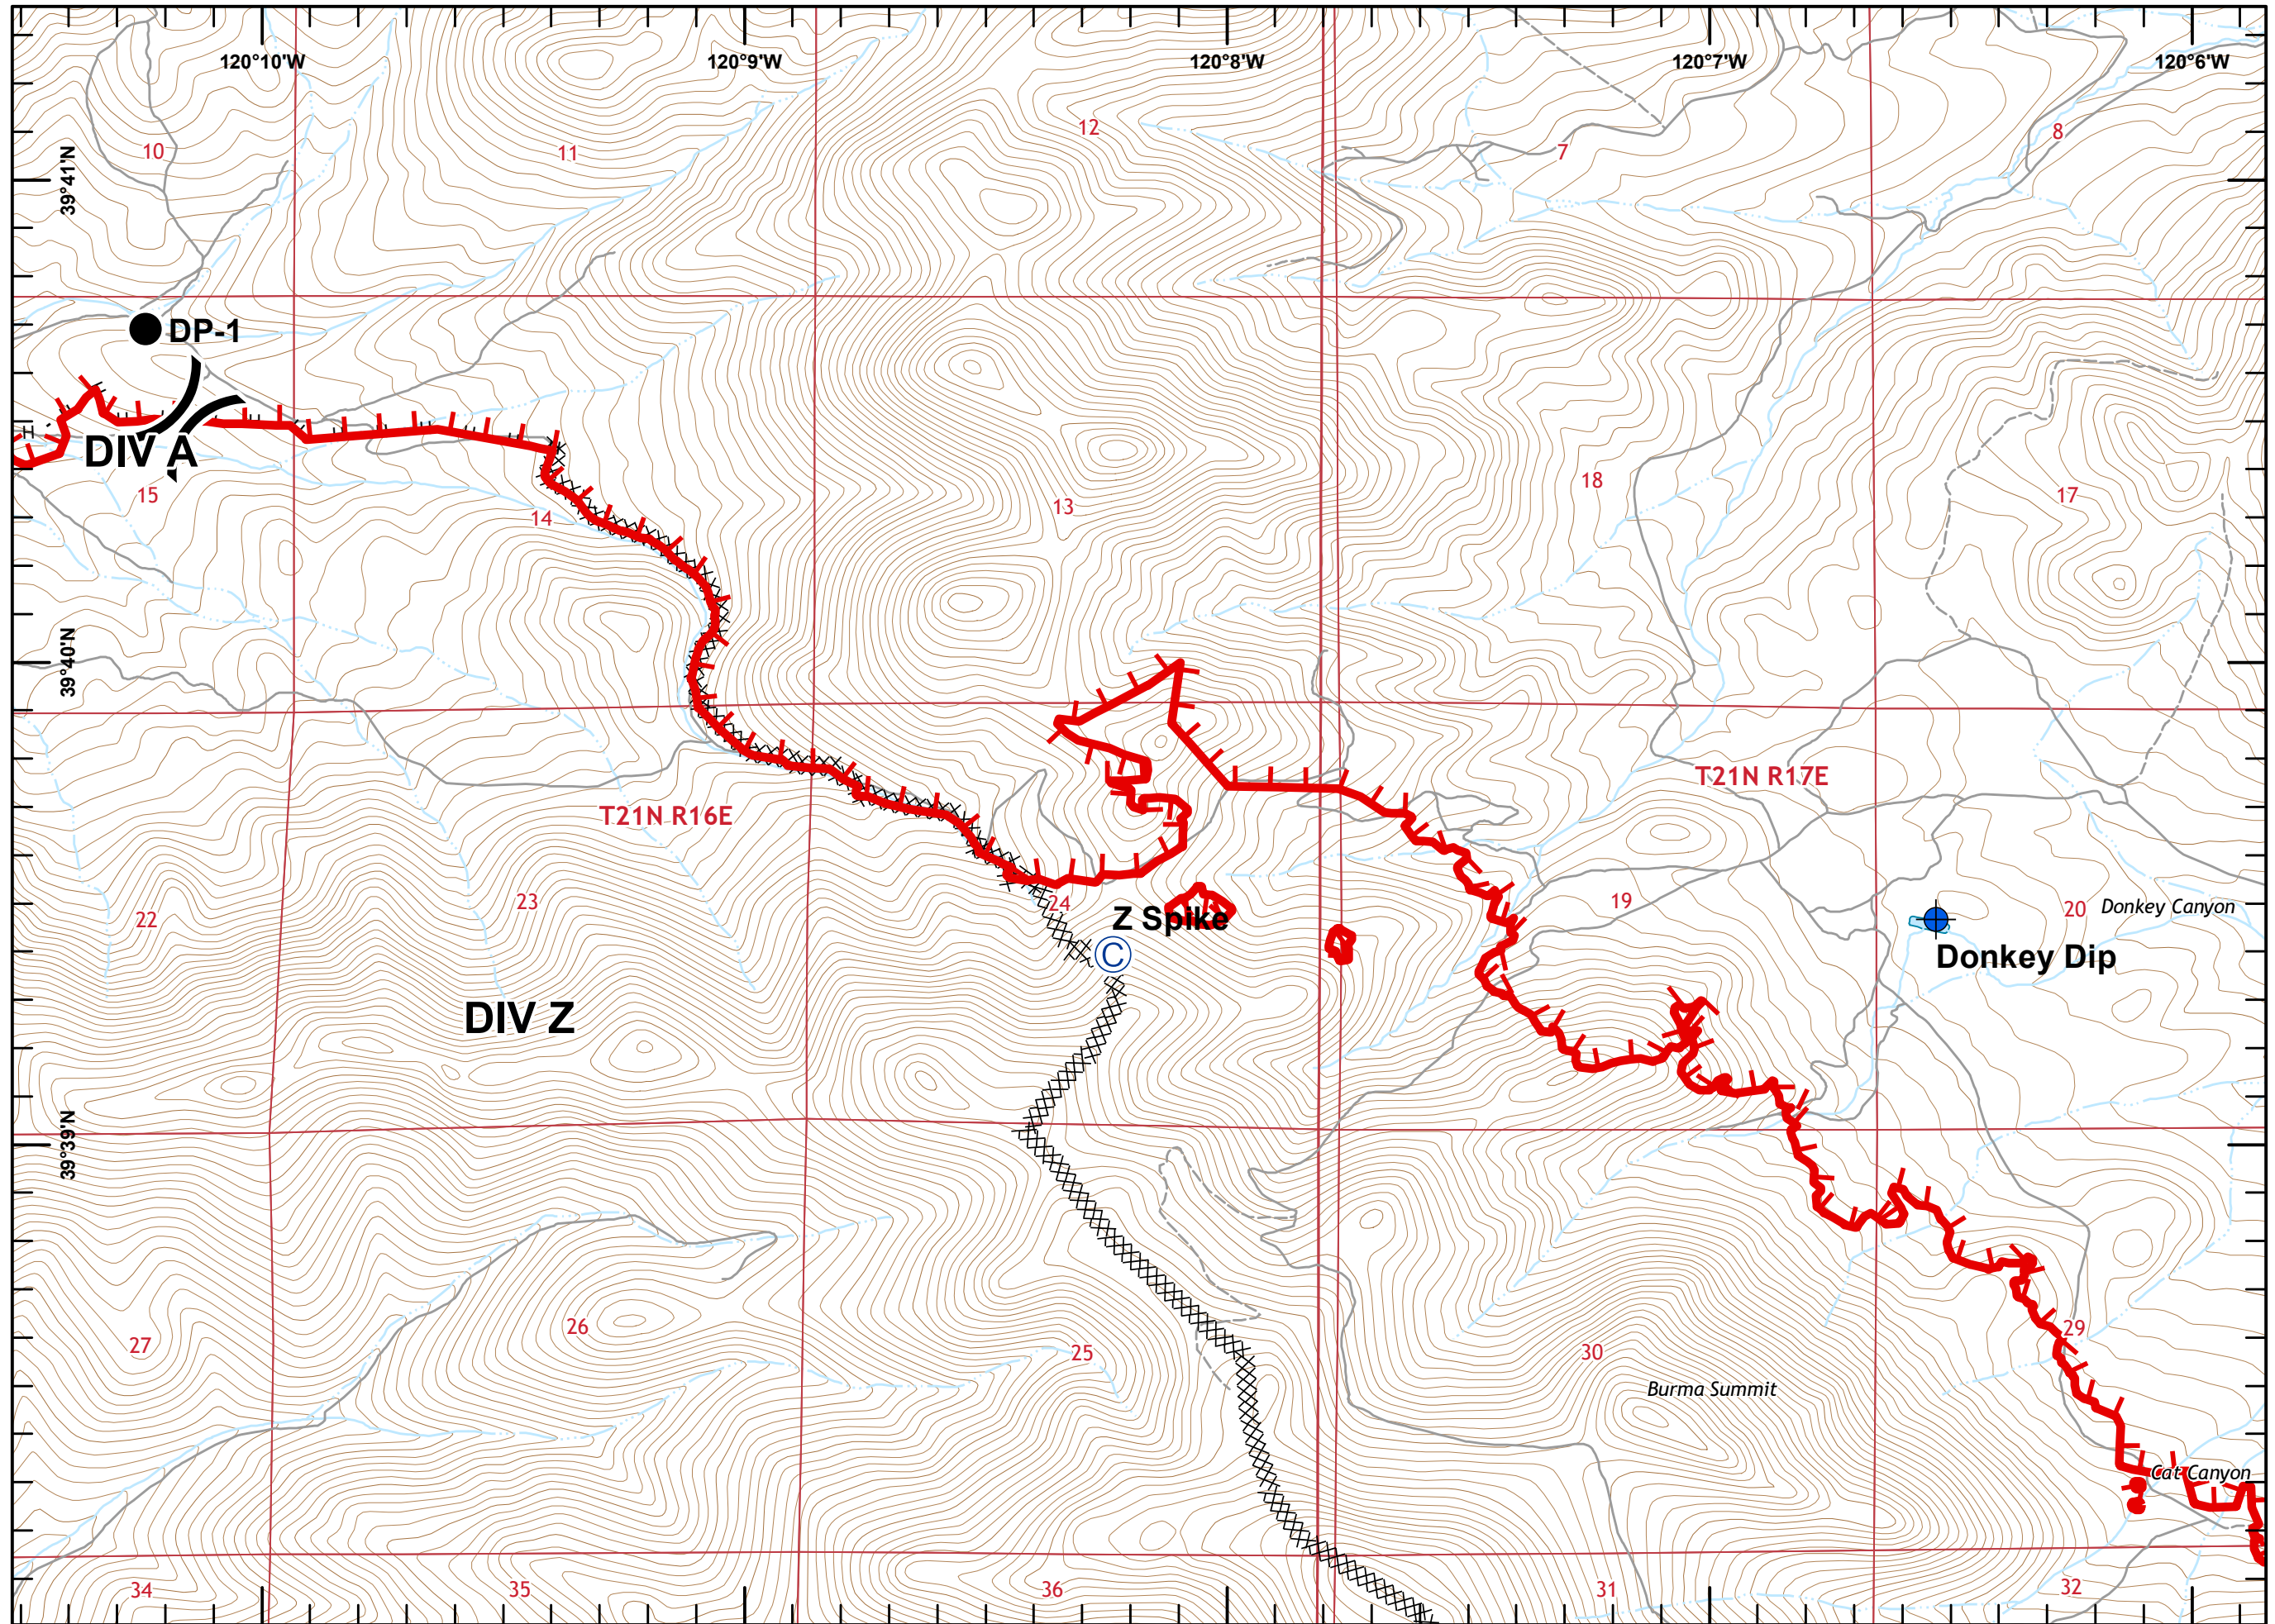 120°10'W
120°9'W
120°8'W
120°7'W
120°6'W
10
11
12
7
8
39°41'N
DP-1
DIV A
H
15
14
13
18
17
39°40'N
T21N R16E
T21N R17E
22
23
24
19
20
Donkey Canyon
Z Spike
C
Donkey Dip
DIV Z
39°39'N
27
26
25
30
29
Burma Summit
Cat Canyon
34
35
36
31
32